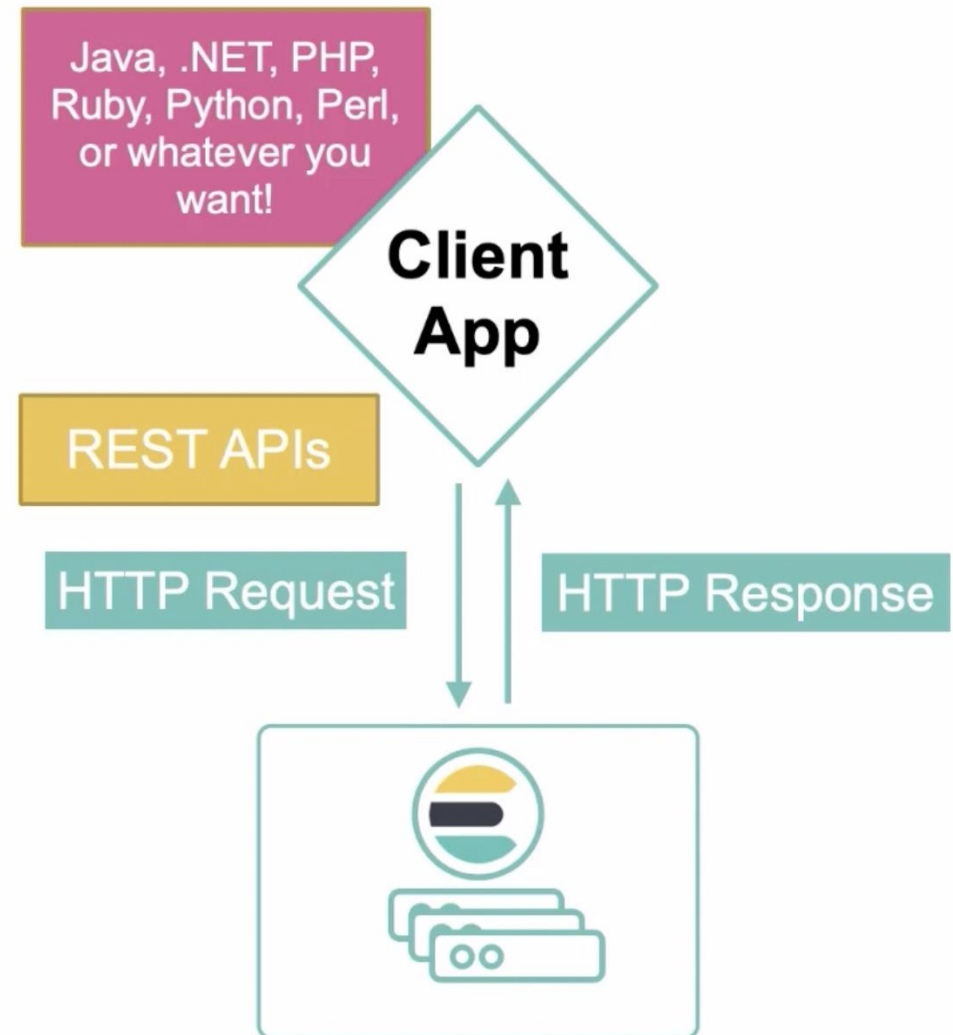 Java, .NET, PHP,
Ruby, Python, Perl,
or whatever you
want!
Client
App
REST APIs
HTTP Request
HTTP Response